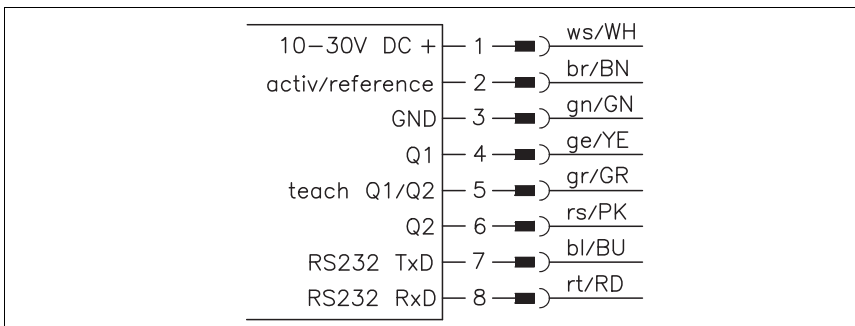 10-30V DC + 1 ws/WH
activ/reference 2 br/BN
GND 3 gn/GN
Q1 4 ge/YE
teach Q1/Q2 5 gr/GR
Q2 6 rs/PK
RS232 TxD 7 bl/BU
RS232 RxD 8 rt/RD